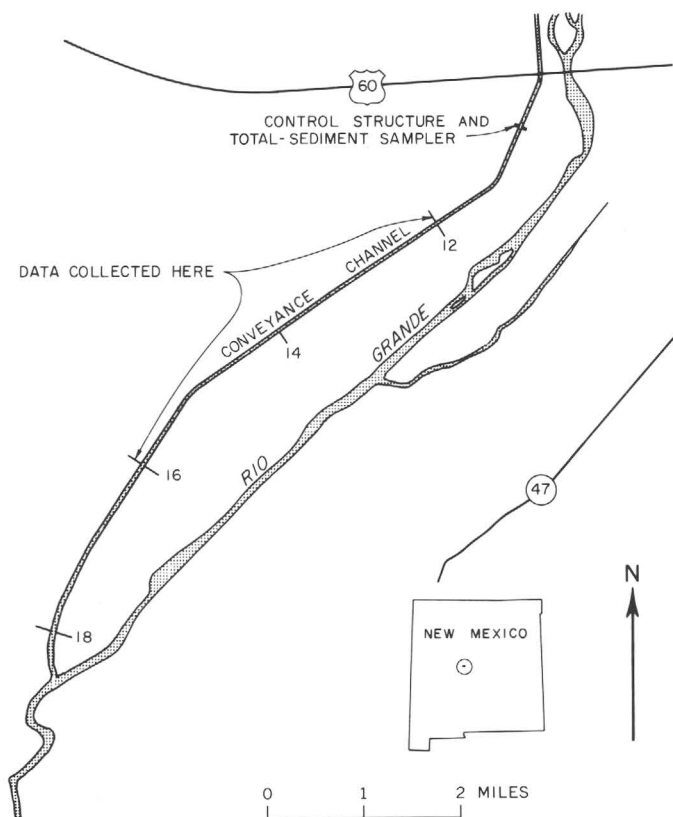 60
CONTROL STRUCTURE AND
TOTAL-SEDIMENT SAMPLER
12
DATA COLLECTED HERE
CONVEYANCE CHANNEL
14
RIO GRANDE
16
47
N
NEW MEXICO
18
0 1 2 MILES